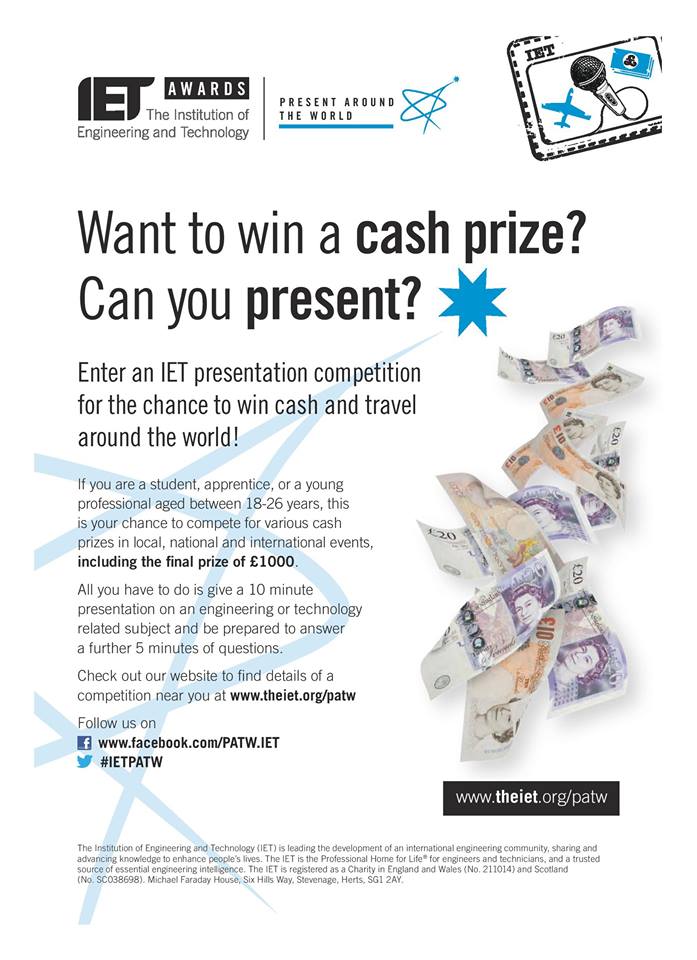 IET AWARDS
The Institution of
Engineering and Technology
PRESENT AROUND
THE WORLD
IET
Want to win a cash prize?
Can you present?
Enter an IET presentation competition
for the chance to win cash and travel
around the world!
If you are a student, apprentice, or a young
professional aged between 18-26 years, this
is your chance to compete for various cash
prizes in local, national and international events,
including the final prize of £1000.
All you have to do is give a 10 minute
presentation on an engineering or technology
related subject and be prepared to answer
a further 5 minutes of questions.
Check out our website to find details of a
competition near you at www.theiet.org/patw
Follow us on
www.facebook.com/PATW.IET
#IETPATW
£20
£20
£10
£20
£10
£20
£20
£10
www.theiet.org/patw
The Institution of Engineering and Technology (IET) is leading the development of an international engineering community, sharing and
advancing knowledge to enhance people's lives. The IET is the Professional Home for Life® for engineers and technicians, and a trusted
source of essential engineering intelligence. The IET is registered as a Charity in England and Wales (No. 211014) and Scotland
(No. SC038698). Michael Faraday House, Six Hills Way, Stevenage, Herts, SG1 2AY.